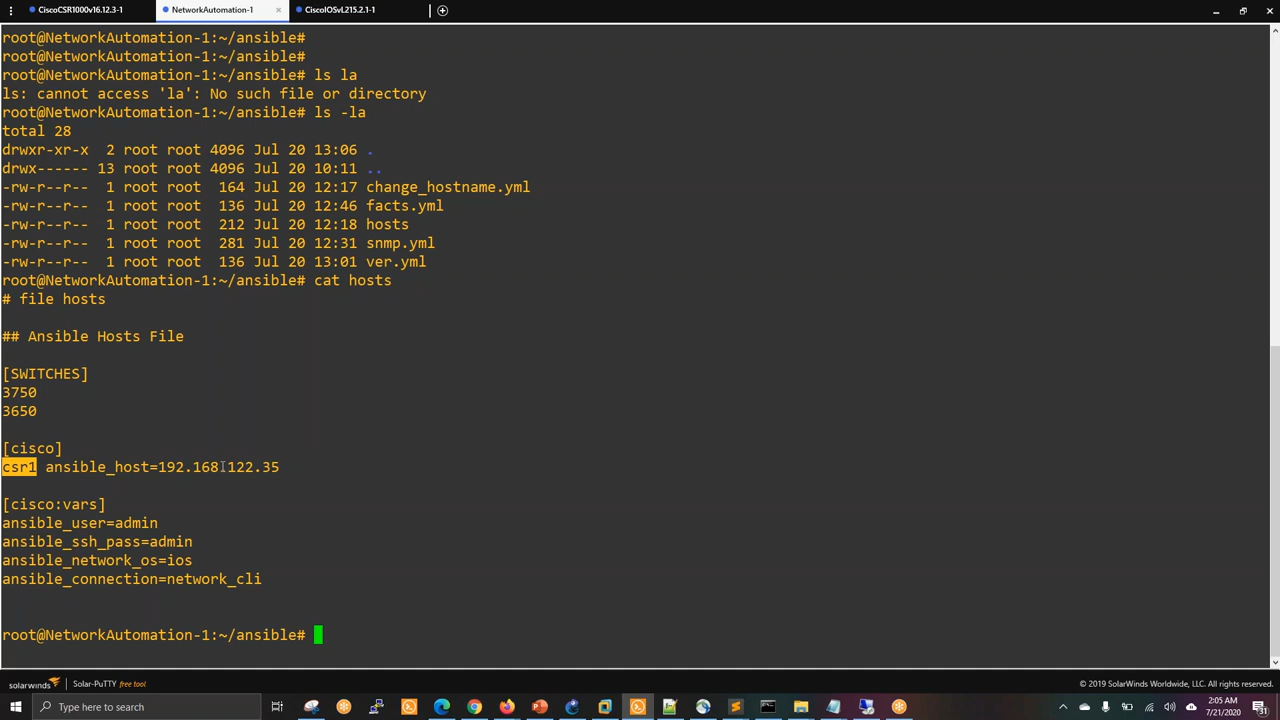 CiscoCSR1000v16.12.3-1
NetworkAutomation-1
CiscoIOSvL215.2.1-1
root@NetworkAutomation-1:~/ansible#
root@NetworkAutomation-1:~/ansible#
root@NetworkAutomation-1:~/ansible# ls la
ls: cannot access 'la': No such file or directory
root@NetworkAutomation-1:~/ansible# ls -la
total 28
drwxr-xr-x  2 root root 4096 Jul 20 13:06 .
drwx------ 13 root root 4096 Jul 20 10:11 ..
-rw-r--r--  1 root root  164 Jul 20 12:17 change_hostname.yml
-rw-r--r--  1 root root  136 Jul 20 12:46 facts.yml
-rw-r--r--  1 root root  212 Jul 20 12:18 hosts
-rw-r--r--  1 root root  281 Jul 20 12:31 snmp.yml
-rw-r--r--  1 root root  136 Jul 20 13:01 ver.yml
root@NetworkAutomation-1:~/ansible# cat hosts
# file hosts
## Ansible Hosts File
[SWITCHES]
3750
3650
[cisco]
csr1 ansible_host=192.168.122.35
[cisco:vars]
ansible_user=admin
ansible_ssh_pass=admin
ansible_network_os=ios
ansible_connection=network_cli
root@NetworkAutomation-1:~/ansible#
solarwinds
Solar-PuTTY free tool
© 2019 SolarWinds Worldwide, LLC. All rights reserved.
Type here to search
2:05 AM
7/21/2020